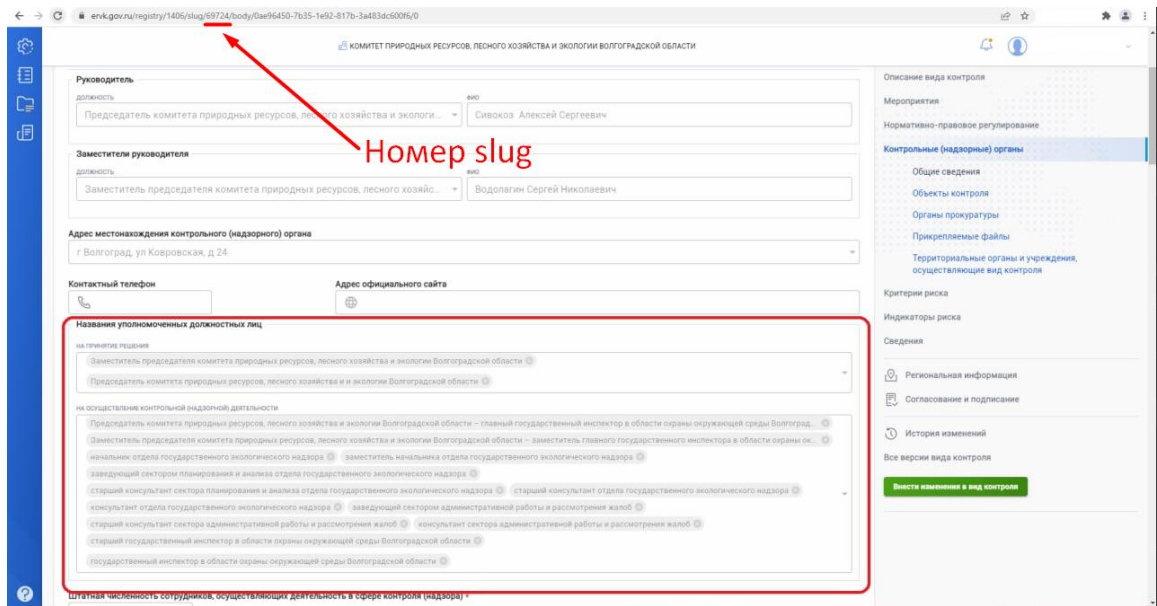 ervk.gov.ru/registry/1406/slug/69724/body/0ae96450-7b35-1e92-817b-3a483dc600f6/0
КОМИТЕТ ПРИРОДНЫХ РЕСУРСОВ, ЛЕСНОГО ХОЗЯЙСТВА И ЭКОЛОГИИ ВОЛГОГРАДСКОЙ ОБЛАСТИ
Руководитель
ДОЛЖНОСТЬ
ФИО
Председатель комитета природных ресурсов, лесного хозяйства и экологи...
Сивокоз Алексей Сергеевич
Номер slug
Заместители руководителя
ДОЛЖНОСТЬ
ФИО
Заместитель председателя комитета природных ресурсов, лесного хозяйс...
Водолагин Сергей Николаевич
Адрес местонахождения контрольного (надзорного) органа
г Волгоград, ул Ковровская, д 24
Контактный телефон
Адрес официального сайта
Названия уполномоченных должностных лиц
НА ПРИНЯТИЕ РЕШЕНИЯ
Заместитель председателя комитета природных ресурсов, лесного хозяйства и экологии Волгоградской области
Председатель комитета природных ресурсов, лесного хозяйства и и экологии Волгоградской области
НА ОСУЩЕСТВЛЕНИЕ КОНТРОЛЬНОЙ (НАДЗОРНОЙ) ДЕЯТЕЛЬНОСТИ
Председатель комитета природных ресурсов, лесного хозяйства и экологии Волгоградской области – главный государственный инспектор в области охраны окружающей среды Волгоград...
Заместитель председателя комитета природных ресурсов, лесного хозяйства и экологии Волгоградской области – заместитель главного государственного инспектора в области охраны ок...
начальник отдела государственного экологического надзора заместитель начальника отдела государственного экологического надзора
заведующий сектором планирования и анализа отдела государственного экологического надзора
старший консультант сектора планирования и анализа отдела государственного экологического надзора старший консультант отдела государственного экологического надзора
консультант отдела государственного экологического надзора заведующий сектором административной работы и рассмотрения жалоб
старший консультант сектора административной работы и рассмотрения жалоб консультант сектора административной работы и рассмотрения жалоб
старший государственный инспектор в области охраны окружающей среды Волгоградской области
государственный инспектор в области охраны окружающей среды Волгоградской области
Штатная численность сотрудников, осуществляющих деятельность в сфере контроля (надзора)
Описание вида контроля
Мероприятия
Нормативно-правовое регулирование
Контрольные (надзорные) органы
Общие сведения
Объекты контроля
Органы прокуратуры
Прикрепляемые файлы
Территориальные органы и учреждения,
осуществляющие вид контроля
Критерии риска
Индикаторы риска
Сведения
Региональная информация
Согласование и подписание
История изменений
Все версии вида контроля
Внести изменения в вид контроля